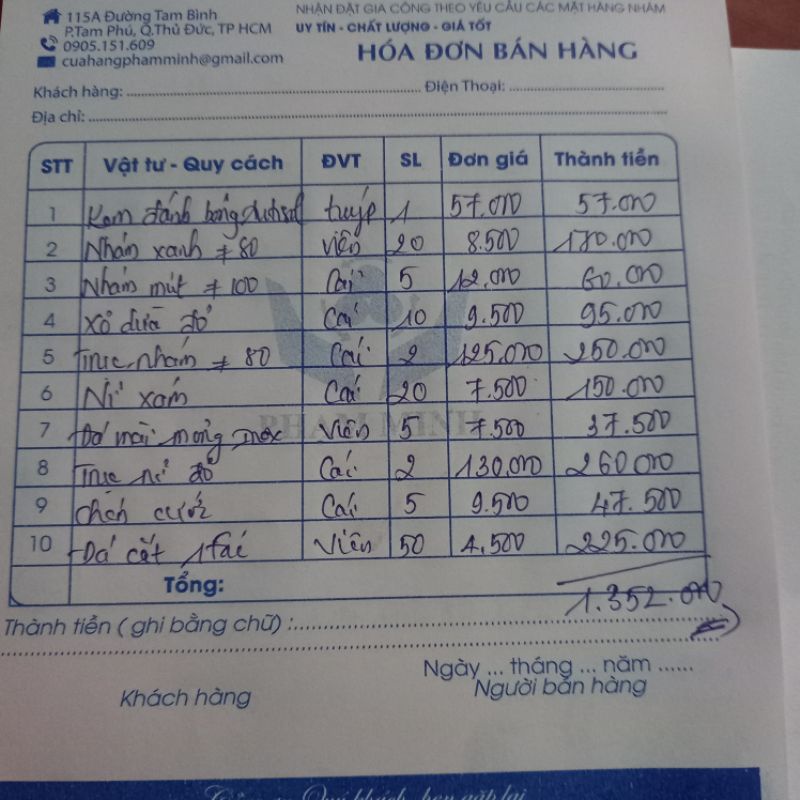 115A Đường Tam Bình
P.Tam Phú, Q.Thủ Đức, TP HCM
0905.151.609
cuahangphamminh@gmail.com
NHẬN ĐẶT GIA CÔNG THEO YÊU CẦU CÁC MẶT HÀNG NHÁM
UY TÍN - CHẤT LƯỢNG - GIÁ TỐT
HÓA ĐƠN BÁN HÀNG
Khách hàng: Điện Thoại:
Địa chỉ:
STT Vật tư - Quy cách ĐVT SL Đơn giá Thành tiền
1 Kem đánh bóng tuýp 1 57.000 57.000
2 Nhám xanh # 80 Viên 20 8.500 170.000
3 Nhám mút # 100 Cái 5 12.000 60.000
4 Xơ dừa đỏ Cái 10 9.500 95.000
5 Trục nhám # 80 Cái 2 125.000 250.000
6 Nỉ xám Cái 20 7.500 150.000
7 Đá mài mỏng inox Viên 5 7.500 37.500
8 Trục nỉ đỏ Cái 2 130.000 260.000
9 Chén cước Cái 5 9.500 47.500
10 Đá cắt 1 tấc Viên 50 4.500 225.000
PHAM MINH
Tổng: 1.352.000
Thành tiền ( ghi bằng chữ) :
Ngày ... tháng ... năm ......
Khách hàng Người bán hàng